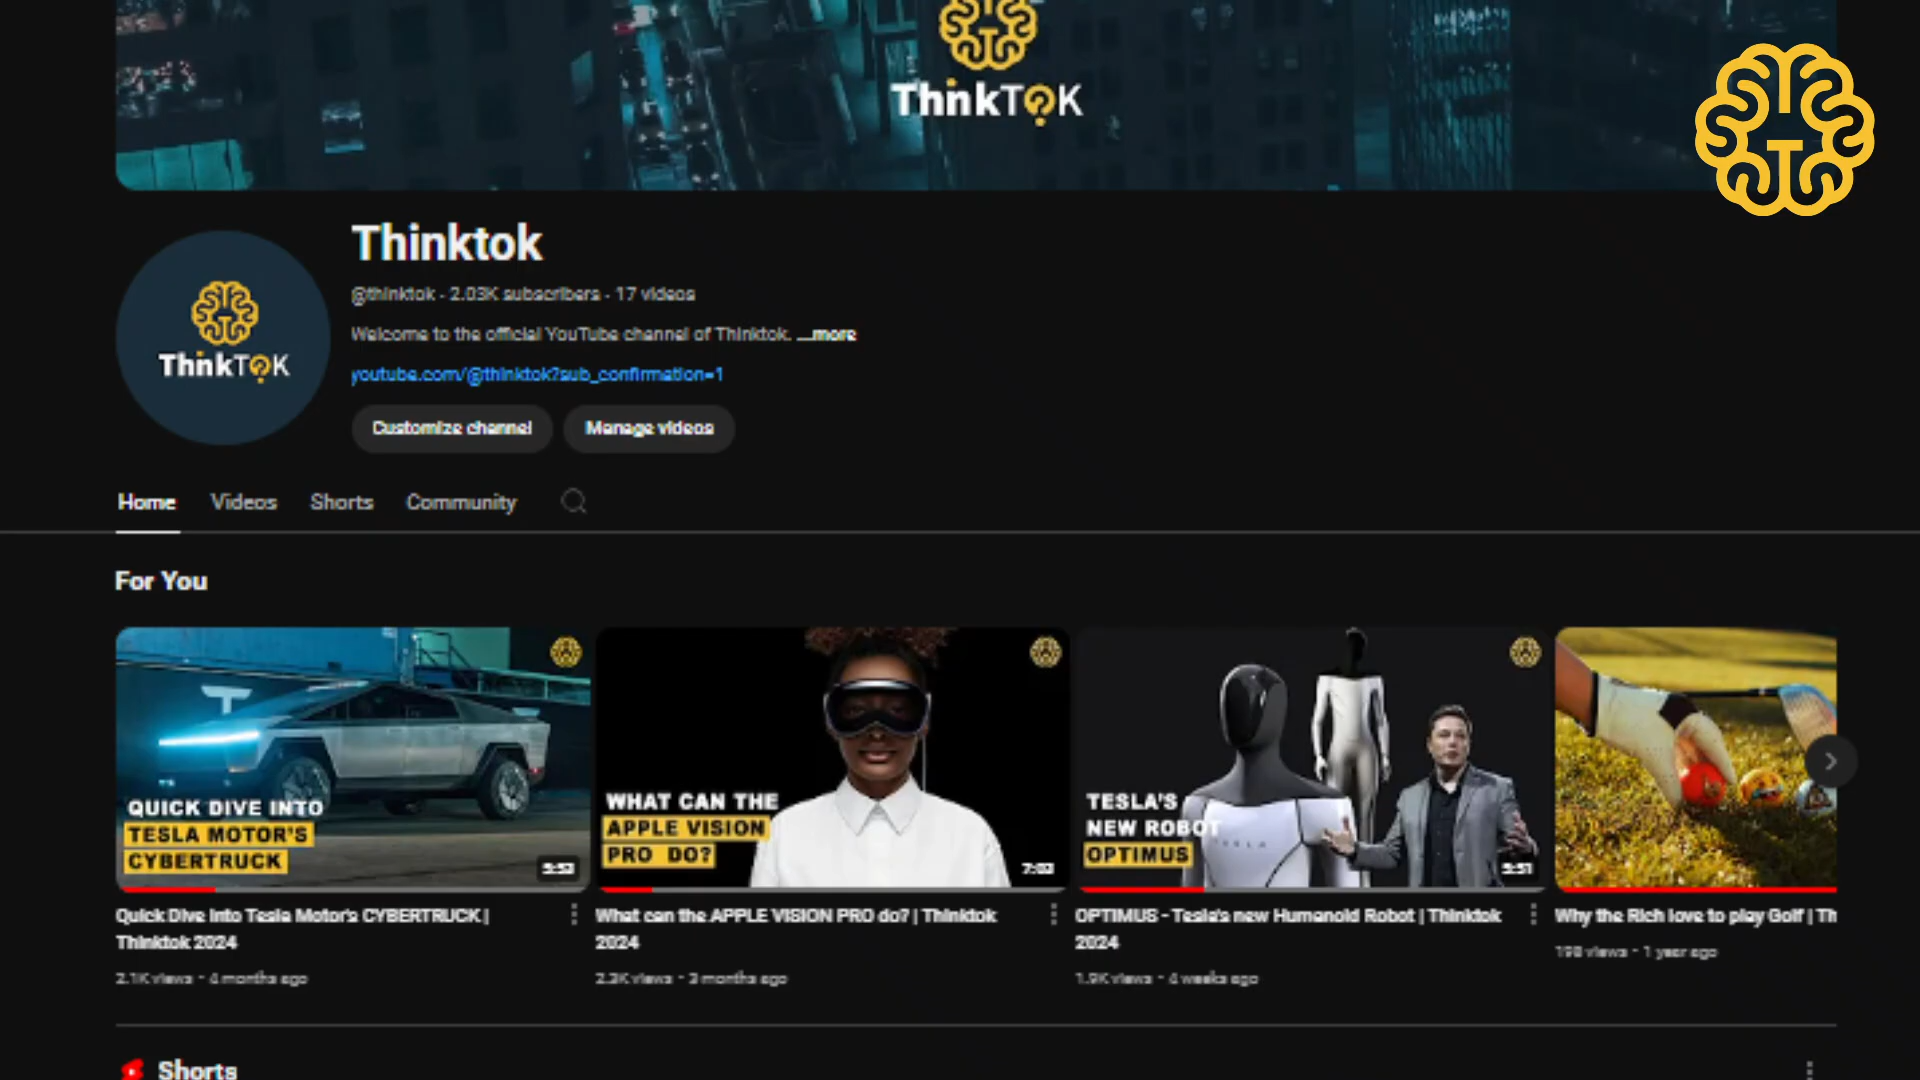 ThinkTOK
Thinktok
@thinktok - 2.03K subscribers - 17 videos
Welcome to the official YouTube channel of Thinktok. ...more
ThinkTOK
youtube.com/@thinktok?sub_confirmation=1
Customize channel
Manage videos
Home
Videos
Shorts
Community
For You
QUICK DIVE INTO
TESLA MOTOR'S
CYBERTRUCK
WHAT CAN THE
APPLE VISION
PRO DO?
TESLA'S
NEW ROBOT
OPTIMUS
TESLA
Quick Dive Into Tesla Motor's CYBERTRUCK |
Thinktok 2024
2.1K views - 4 months ago
What can the APPLE VISION PRO do? | Thinktok
2024
2.3K views - 3 months ago
OPTIMUS - Tesla's new Humanoid Robot | Thinktok
2024
1.9K views - 4 weeks ago
Why the Rich love to play Golf | Th
198 views - 1 year ago
Shorts